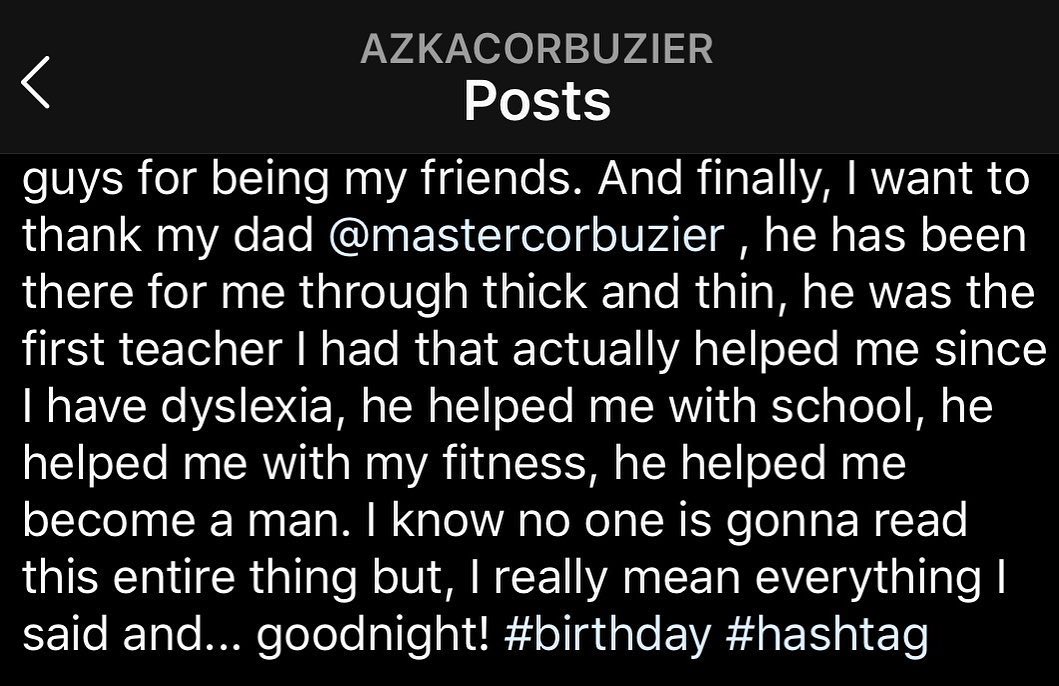 AZKACORBUZIER
Posts
guys for being my friends. And finally, I want to
thank my dad @mastercorbuzier , he has been
there for me through thick and thin, he was the
first teacher I had that actually helped me since
I have dyslexia, he helped me with school, he
helped me with my fitness, he helped me
become a man. I know no one is gonna read
this entire thing but, I really mean everything I
said and... goodnight! #birthday #hashtag